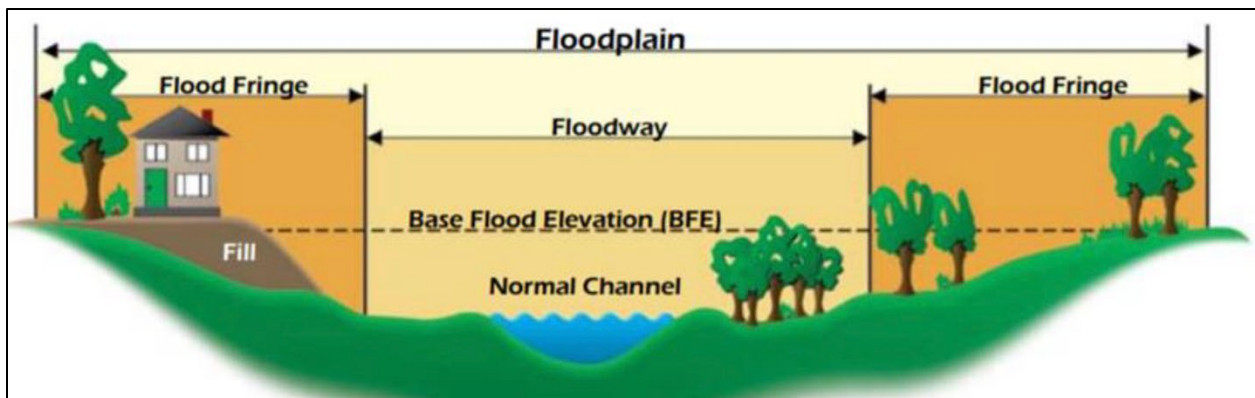 Floodplain
Flood Fringe
Flood Fringe
Floodway
Base Flood Elevation (BFE)
Fill
Normal Channel